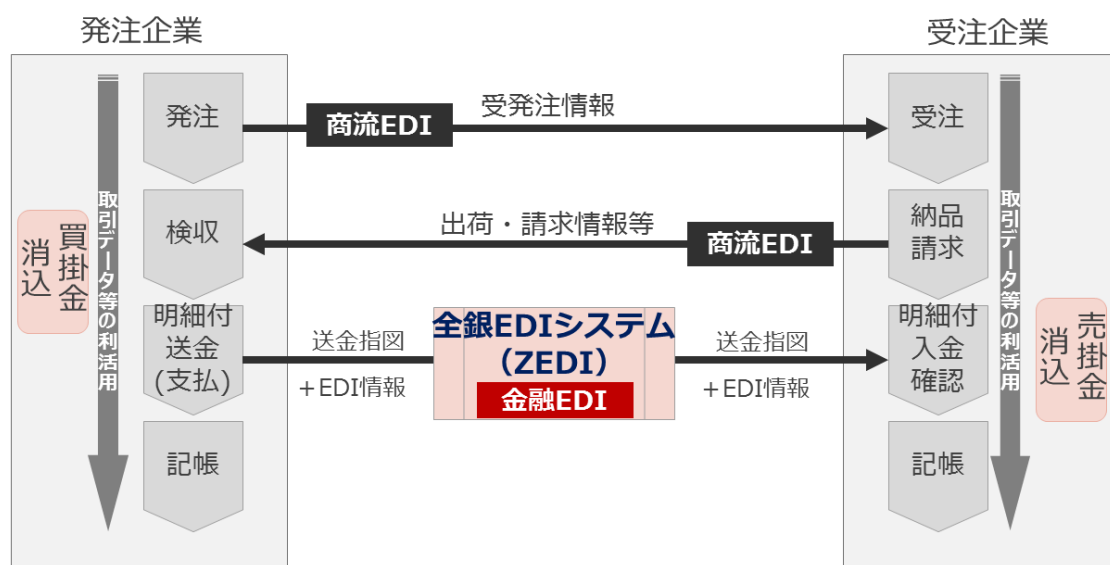 発注企業
受注企業
発注
商流EDI
受発注情報
受注
取引データ等の利活用
買掛金
消込
検収
出荷・請求情報等
商流EDI
納品
請求
取引データ等の利活用
売掛金
消込
明細付
送金
(支払)
送金指図
+EDI情報
全銀EDIシステム
(ZEDI)
金融EDI
送金指図
+EDI情報
明細付
入金
確認
記帳
記帳